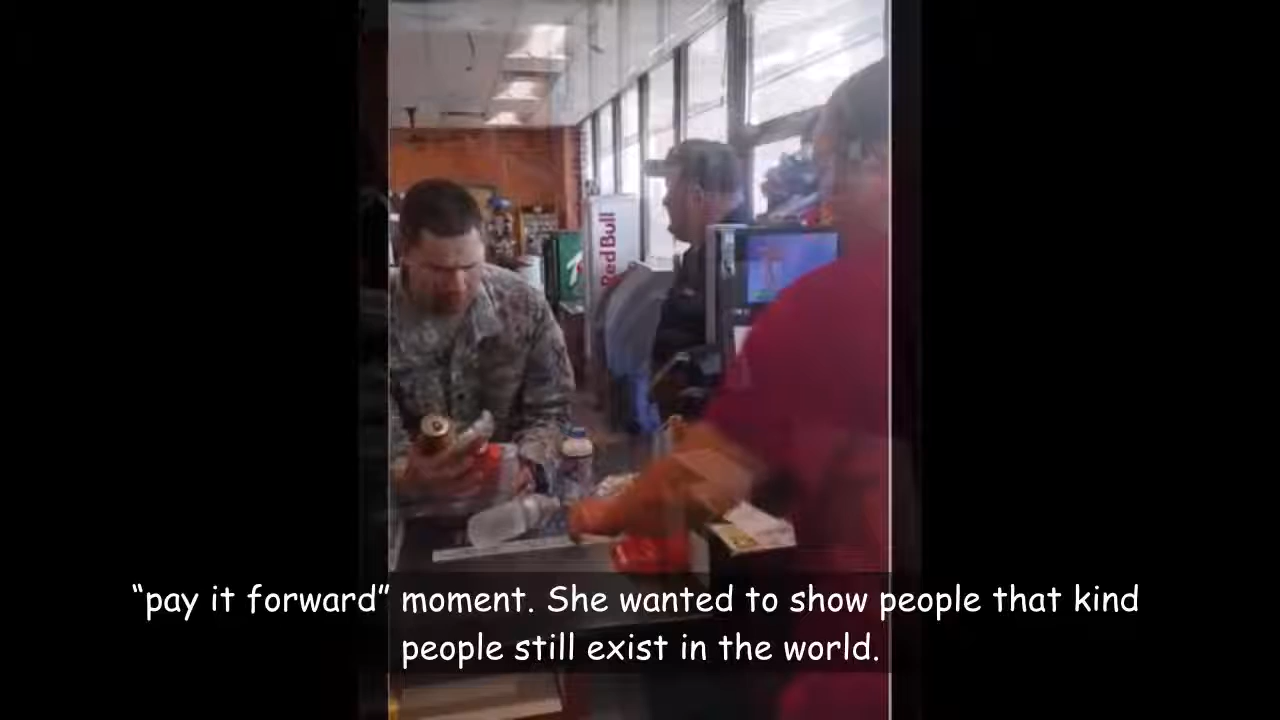 Red Bull
7
“pay it forward” moment. She wanted to show people that kind
people still exist in the world.